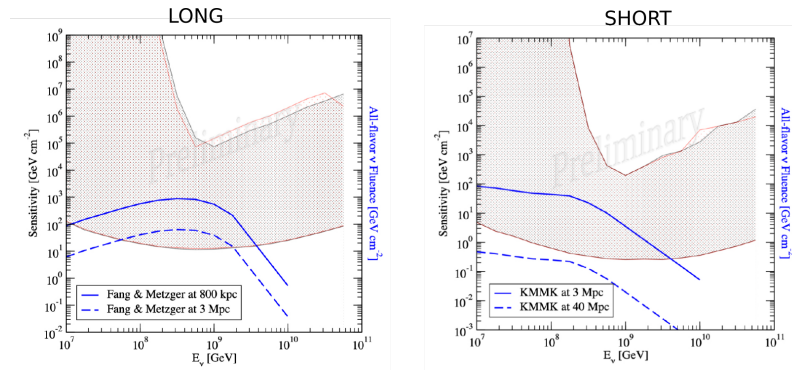 LONG
10^9
10^8
10^7
10^6
10^5
10^4
10^3
10^2
10^1
10^0
10^-1
10^-2
Sensitivity [GeV cm^-2]
Preliminary
All-flavor ν Fluence [GeV cm^-2]
Fang & Metzger at 800 kpc
Fang & Metzger at 3 Mpc
10^7
10^8
10^9
10^10
10^11
E_ν [GeV]
SHORT
10^7
10^6
10^5
10^4
10^3
10^2
10^1
10^0
10^-1
10^-2
10^-3
Sensitivity [GeV cm^-2]
Preliminary
All-flavor ν Fluence [GeV cm^-2]
KMMK at 3 Mpc
KMMK at 40 Mpc
10^7
10^8
10^9
10^10
10^11
E_ν [GeV]